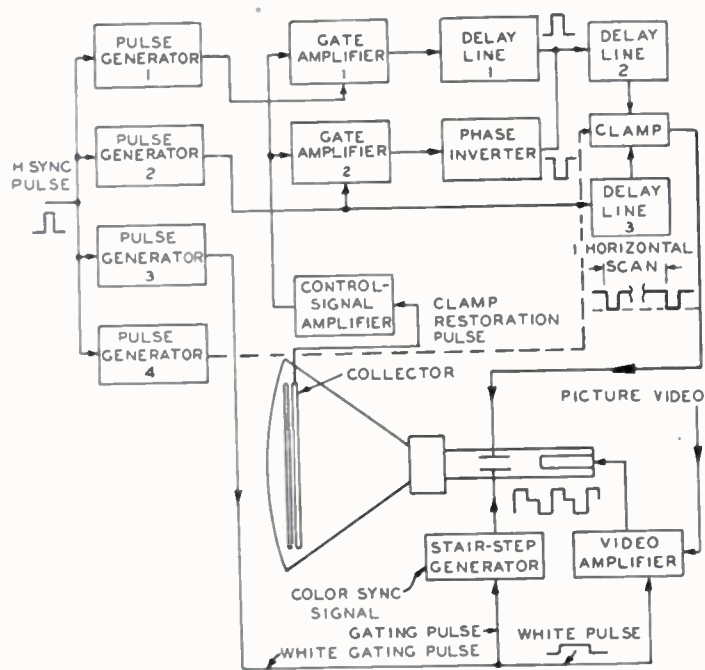 PULSE
GENERATOR
1
GATE
AMPLIFIER
1
DELAY
LINE
1
DELAY
LINE
2
PULSE
GENERATOR
2
GATE
AMPLIFIER
2
PHASE
INVERTER
CLAMP
H SYNC
PULSE
DELAY
LINE
3
PULSE
GENERATOR
3
HORIZONTAL
SCAN
CONTROL-
SIGNAL
AMPLIFIER
CLAMP
RESTORATION
PULSE
PULSE
GENERATOR
4
COLLECTOR
PICTURE VIDEO
STAIR-STEP
GENERATOR
VIDEO
AMPLIFIER
COLOR SYNC
SIGNAL
GATING PULSE
WHITE PULSE
WHITE GATING PULSE